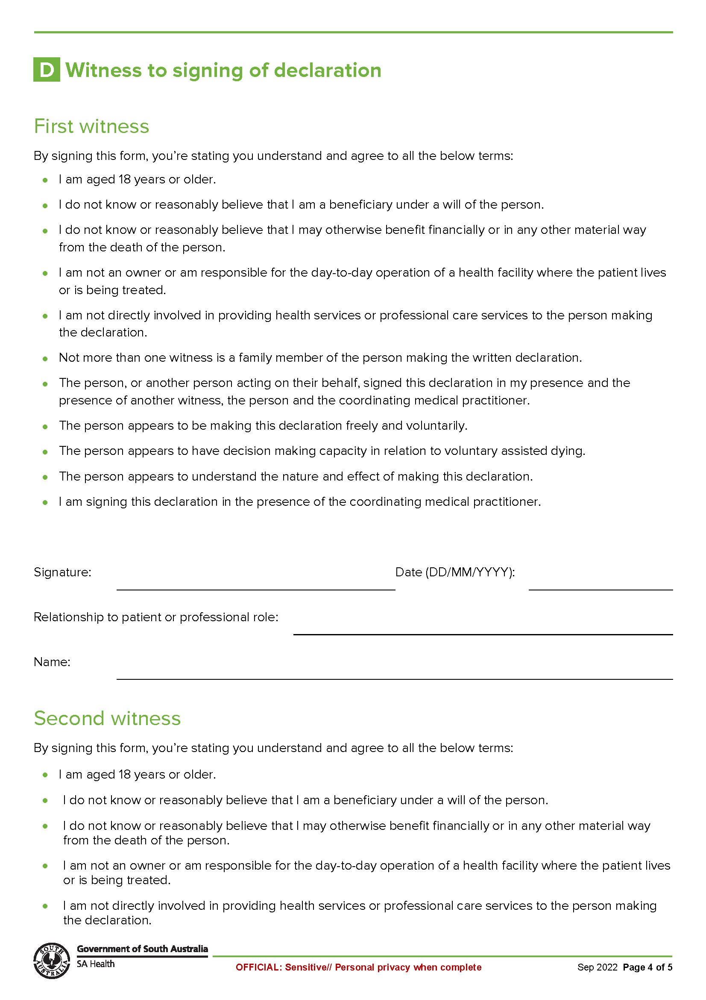 D Witness to signing of declaration
First witness
By signing this form, you’re stating you understand and agree to all the below terms:
• I am aged 18 years or older.
• I do not know or reasonably believe that I am a beneficiary under a will of the person.
• I do not know or reasonably believe that I may otherwise benefit financially or in any other material way
from the death of the person.
• I am not an owner or am responsible for the day-to-day operation of a health facility where the patient lives
or is being treated.
• I am not directly involved in providing health services or professional care services to the person making
the declaration.
• Not more than one witness is a family member of the person making the written declaration.
• The person, or another person acting on their behalf, signed this declaration in my presence and the
presence of another witness, the person and the coordinating medical practitioner.
• The person appears to be making this declaration freely and voluntarily.
• The person appears to have decision making capacity in relation to voluntary assisted dying.
• The person appears to understand the nature and effect of making this declaration.
• I am signing this declaration in the presence of the coordinating medical practitioner.
Signature: Date (DD/MM/YYYY):
Relationship to patient or professional role:
Name:
Second witness
By signing this form, you’re stating you understand and agree to all the below terms:
• I am aged 18 years or older.
• I do not know or reasonably believe that I am a beneficiary under a will of the person.
• I do not know or reasonably believe that I may otherwise benefit financially or in any other material way
from the death of the person.
• I am not an owner or am responsible for the day-to-day operation of a health facility where the patient lives
or is being treated.
• I am not directly involved in providing health services or professional care services to the person making
the declaration.
SOUTH AUSTRALIA
Government of South Australia
SA Health
OFFICIAL: Sensitive// Personal privacy when complete
Sep 2022 Page 4 of 5